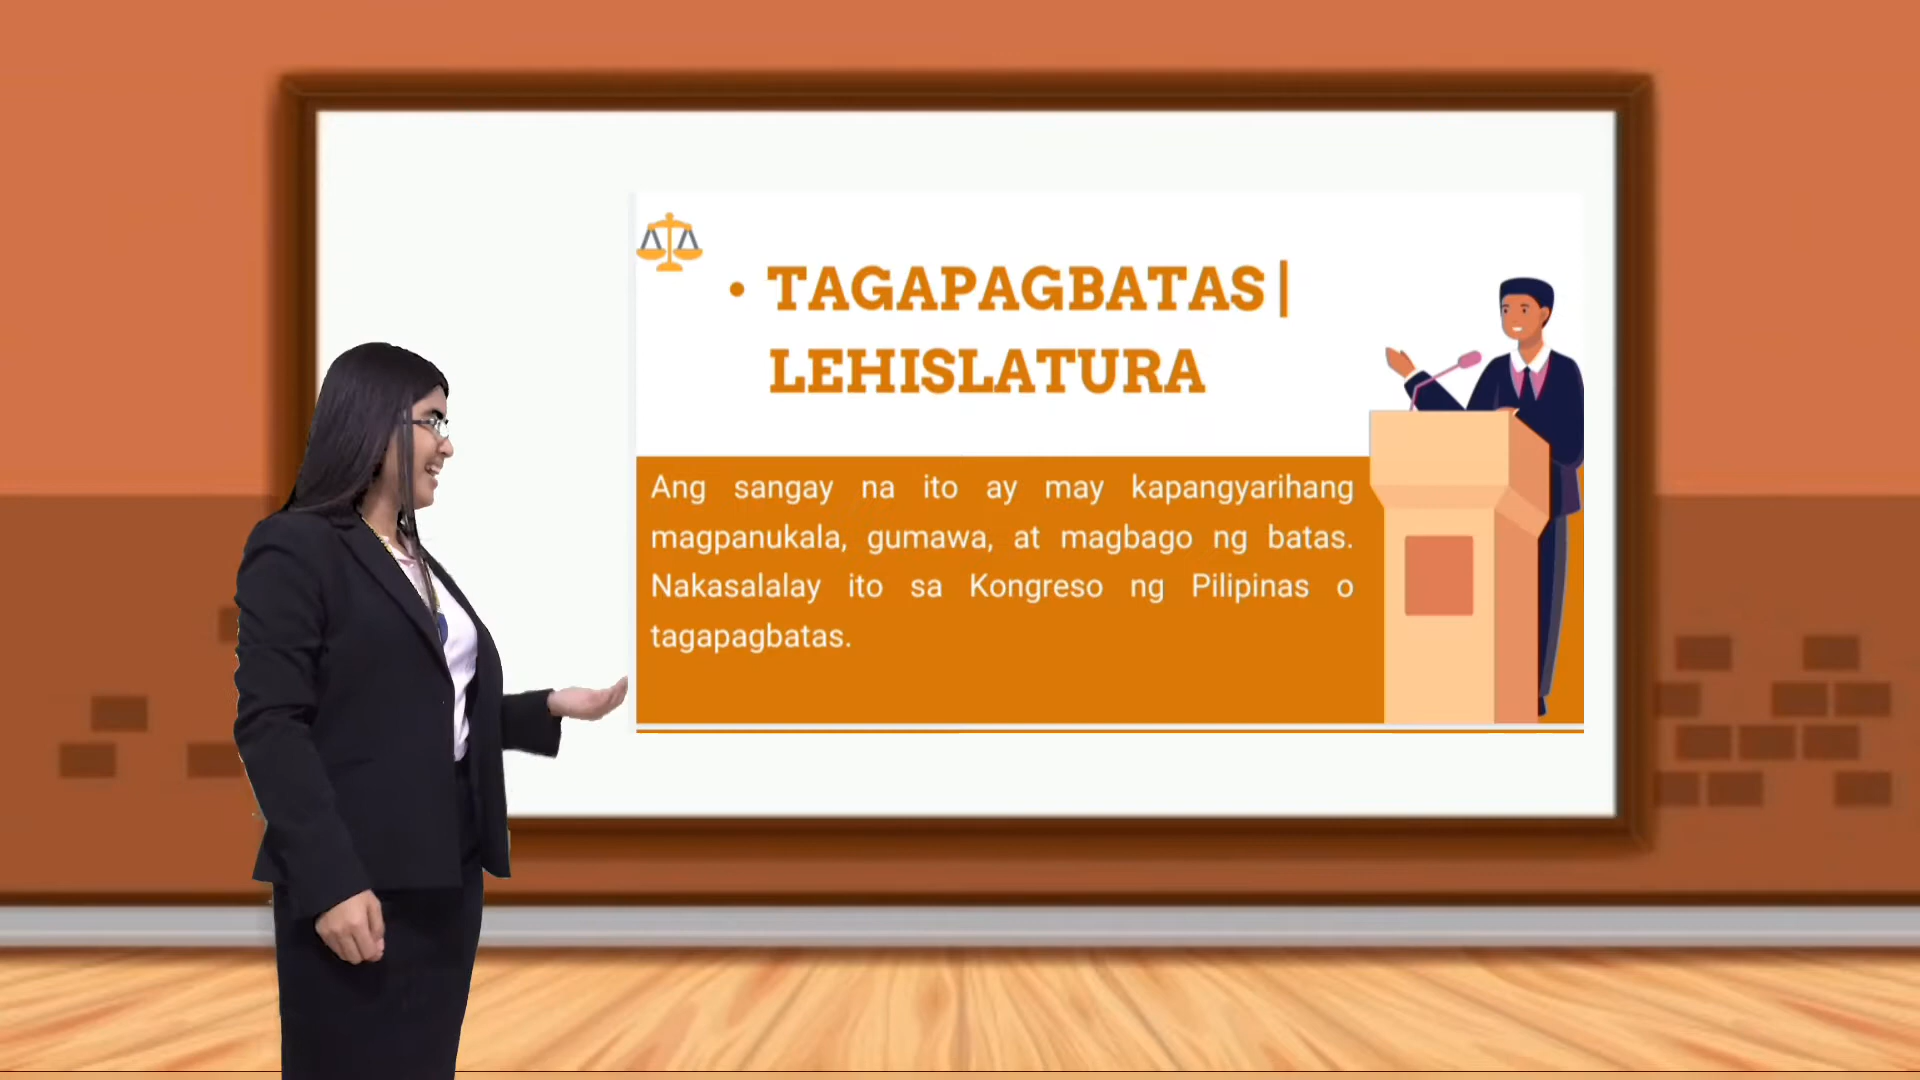 • TAGAPAGBATAS|
LEHISLATURA
Ang sangay na ito ay may kapangyarihang
magpanukala, gumawa, at magbago ng batas.
Nakasalalay ito sa Kongreso ng Pilipinas o
tagapagbatas.